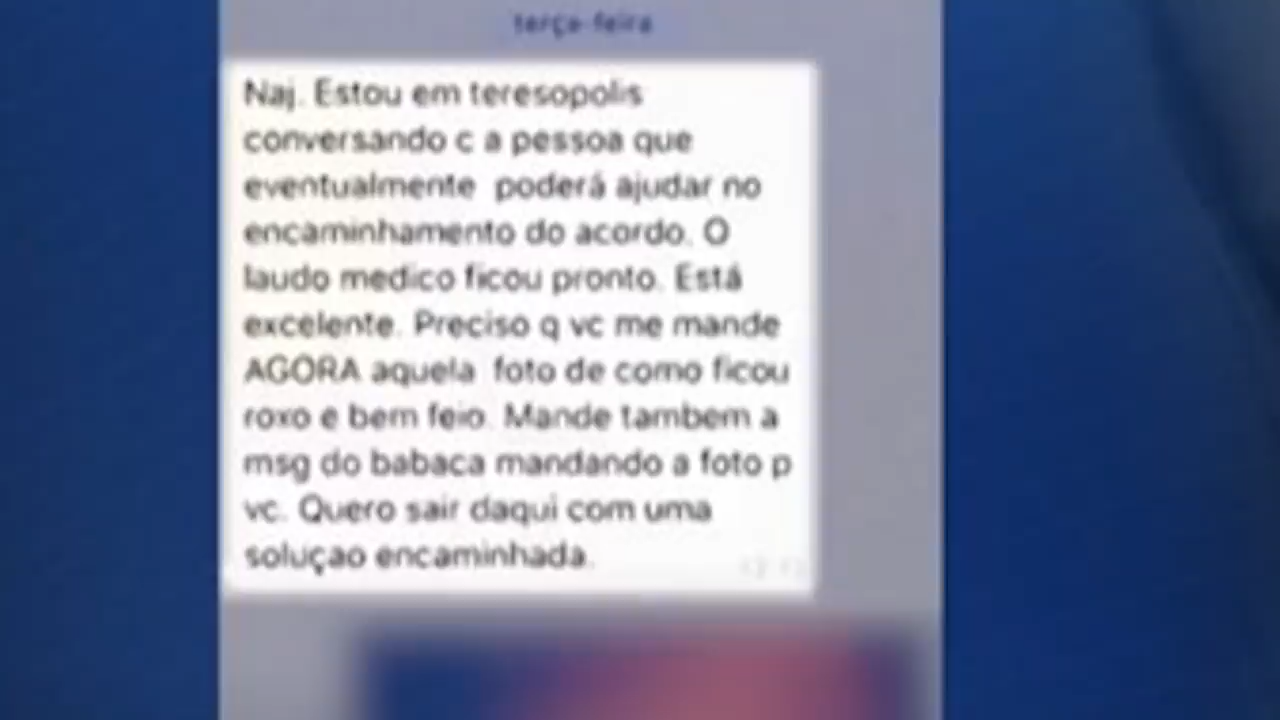 terça-feira
Naj. Estou em teresopolis
conversando c a pessoa que
eventualmente poderá ajudar no
encaminhamento do acordo. O
laudo medico ficou pronto. Está
excelente. Preciso q vc me mande
AGORA aquela foto de como ficou
roxo e bem feio. Mande tambem a
msg do babaca mandando a foto p
vc. Quero sair daqui com uma
soluçao encaminhada.